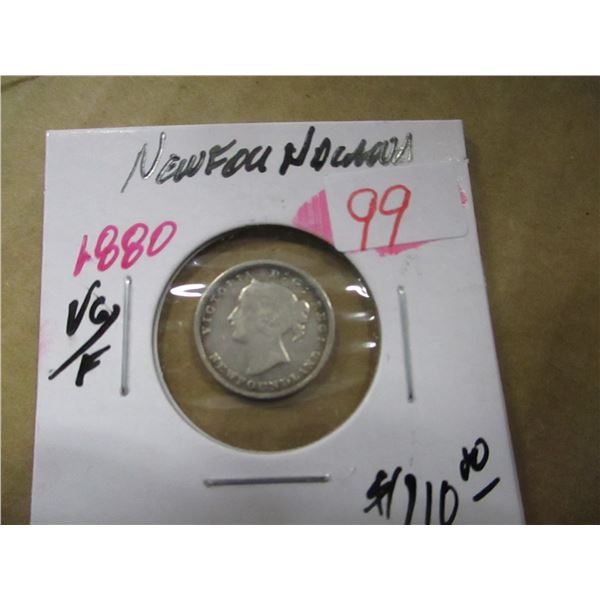 NEWFOUNDLAND
99
1880
VG/F
VICTORIA D:G:REG:
NEWFOUNDLAND
$110.00